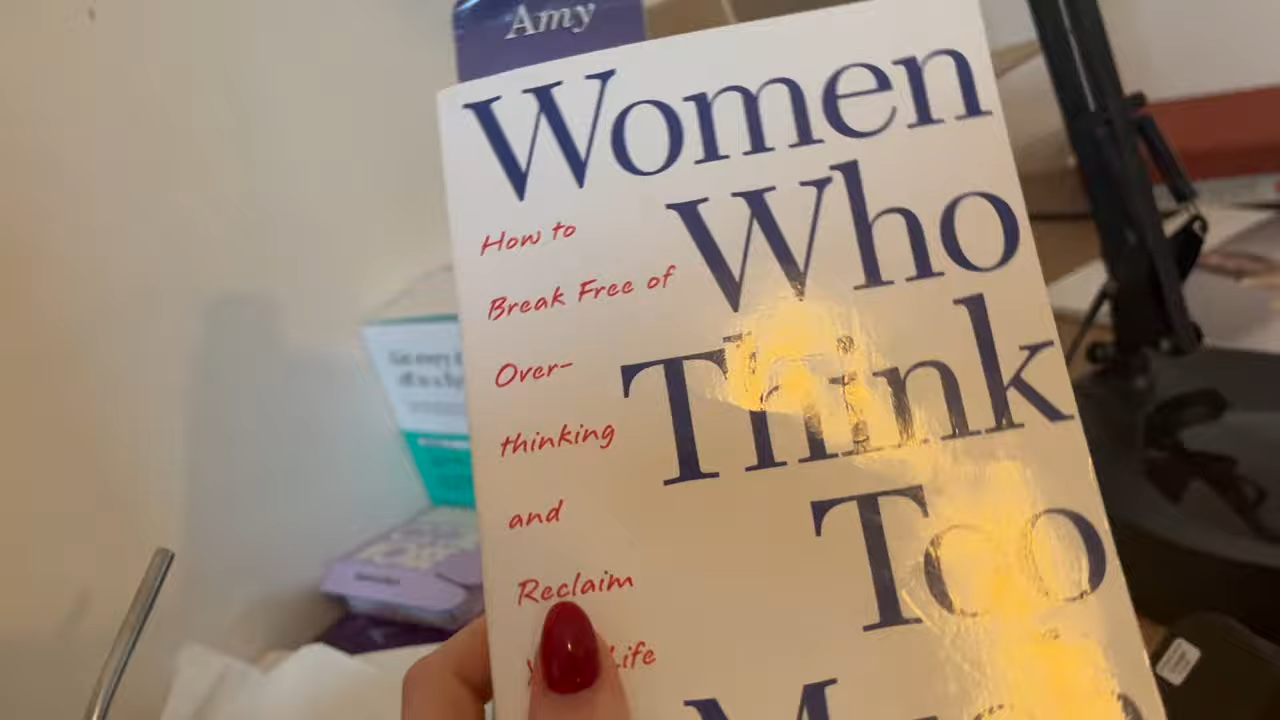 Amy
Women
Who
Think
Too
How to
Break Free of
Over-
thinking
and
Reclaim
Life